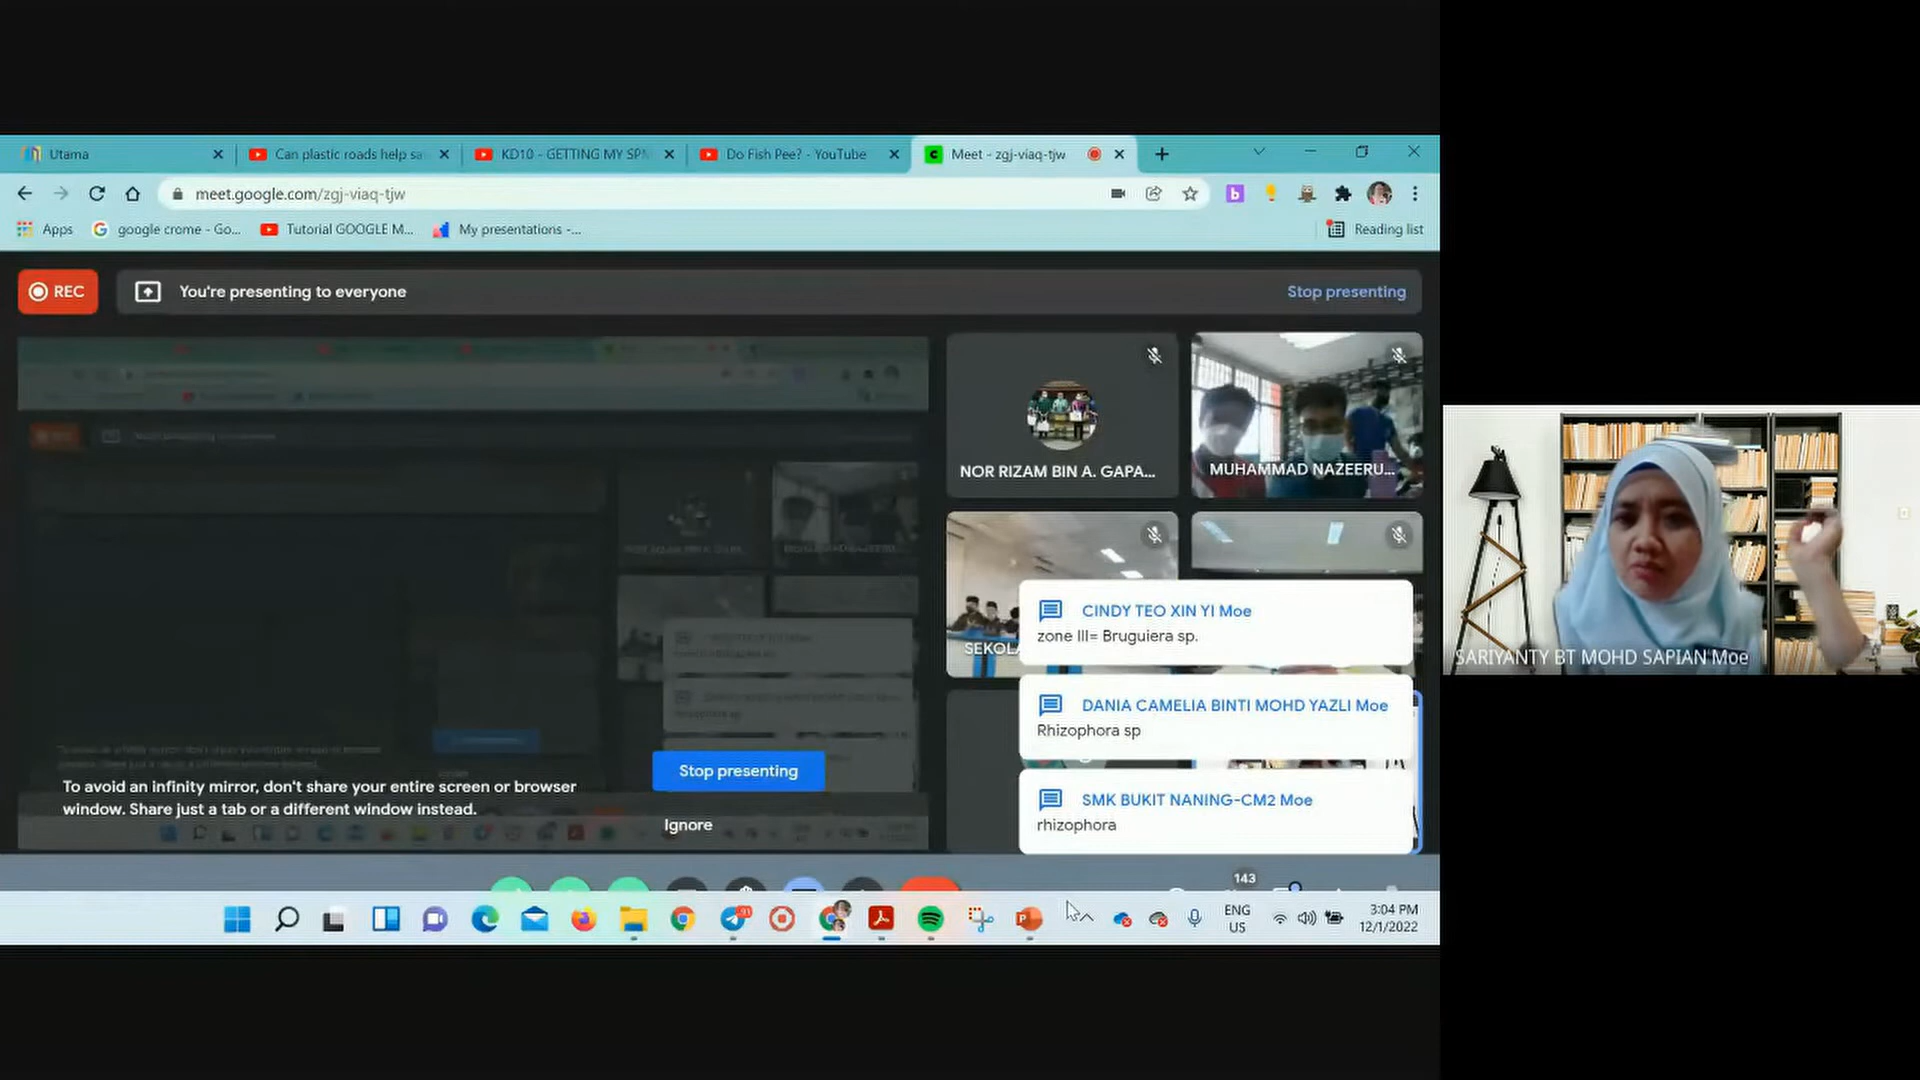 Utama
Can plastic roads help sa
KD10 - GETTING MY SPM
Do Fish Pee? - YouTube
Meet - zgj-viaq-tjw
meet.google.com/zgj-viaq-tjw
Apps
google crome - Go...
Tutorial GOOGLE M...
My presentations -...
Reading list
REC
You're presenting to everyone
Stop presenting
NOR RIZAM BIN A. GAPA...
MUHAMMAD NAZEERU...
SEKOLA
CINDY TEO XIN YI Moe
zone III= Bruguiera sp.
DANIA CAMELIA BINTI MOHD YAZLI Moe
Rhizophora sp
SMK BUKIT NANING-CM2 Moe
rhizophora
To avoid an infinity mirror, don't share your entire screen or browser
window. Share just a tab or a different window instead.
Stop presenting
Ignore
143
ENG
US
3:04 PM
12/1/2022
SARIYANTY BT MOHD SAPIAN Moe